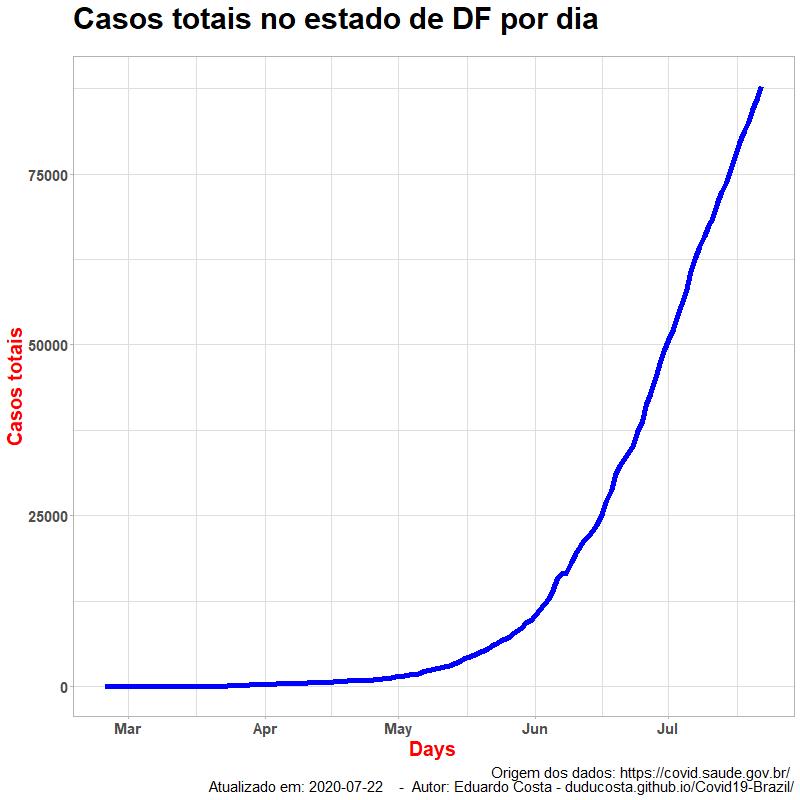 Casos totais no estado de DF por dia
75000
50000
25000
0
Casos totais
Mar Apr May Jun Jul
Days
Origem dos dados: https://covid.saude.gov.br/
Atualizado em: 2020-07-22 - Autor: Eduardo Costa - duducosta.github.io/Covid19-Brazil/